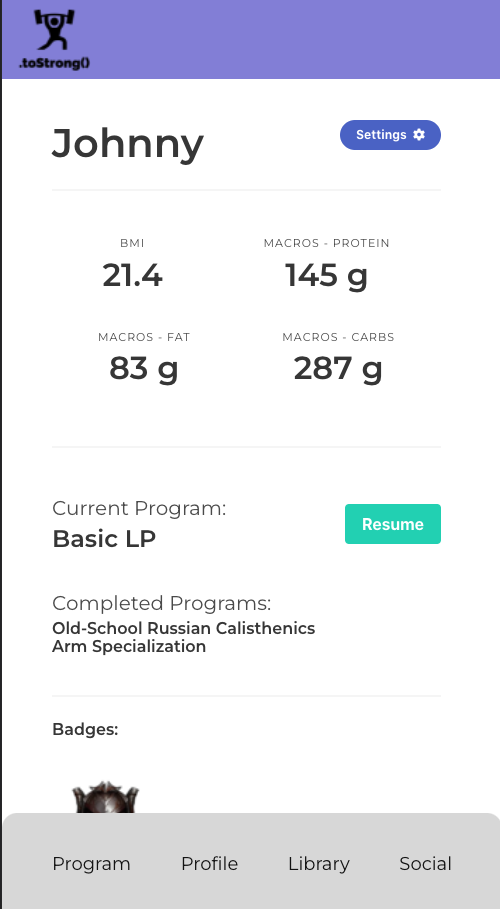 .toStrong()
Johnny
Settings
BMI
21.4
MACROS - PROTEIN
145 g
MACROS - FAT
83 g
MACROS - CARBS
287 g
Current Program:
Basic LP
Resume
Completed Programs:
Old-School Russian Calisthenics
Arm Specialization
Badges:
Program Profile Library Social